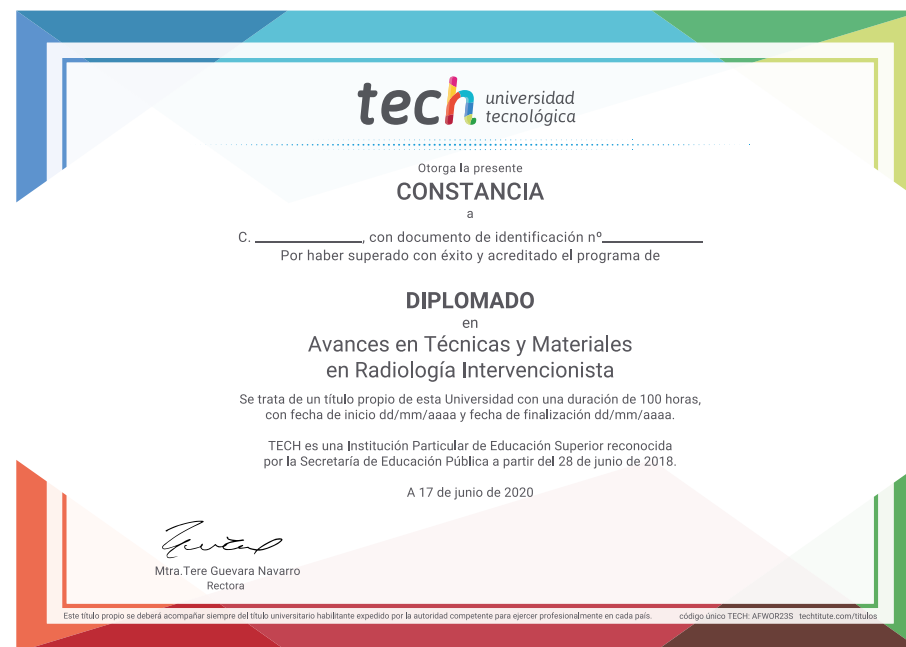 tech universidad
tecnológica
Otorga la presente
CONSTANCIA
a
C. ____________, con documento de identificación nº____________
Por haber superado con éxito y acreditado el programa de
DIPLOMADO
en
Avances en Técnicas y Materiales
en Radiología Intervencionista
Se trata de un título propio de esta Universidad con una duración de 100 horas,
con fecha de inicio dd/mm/aaaa y fecha de finalización dd/mm/aaaa.
TECH es una Institución Particular de Educación Superior reconocida
por la Secretaría de Educación Pública a partir del 28 de junio de 2018.
A 17 de junio de 2020
Mtra.Tere Guevara Navarro
Rectora
Este título propio se deberá acompañar siempre del título universitario habilitante expedido por la autoridad competente para ejercer profesionalmente en cada país. código único TECH: AFWOR23S techtitute.com/titulos